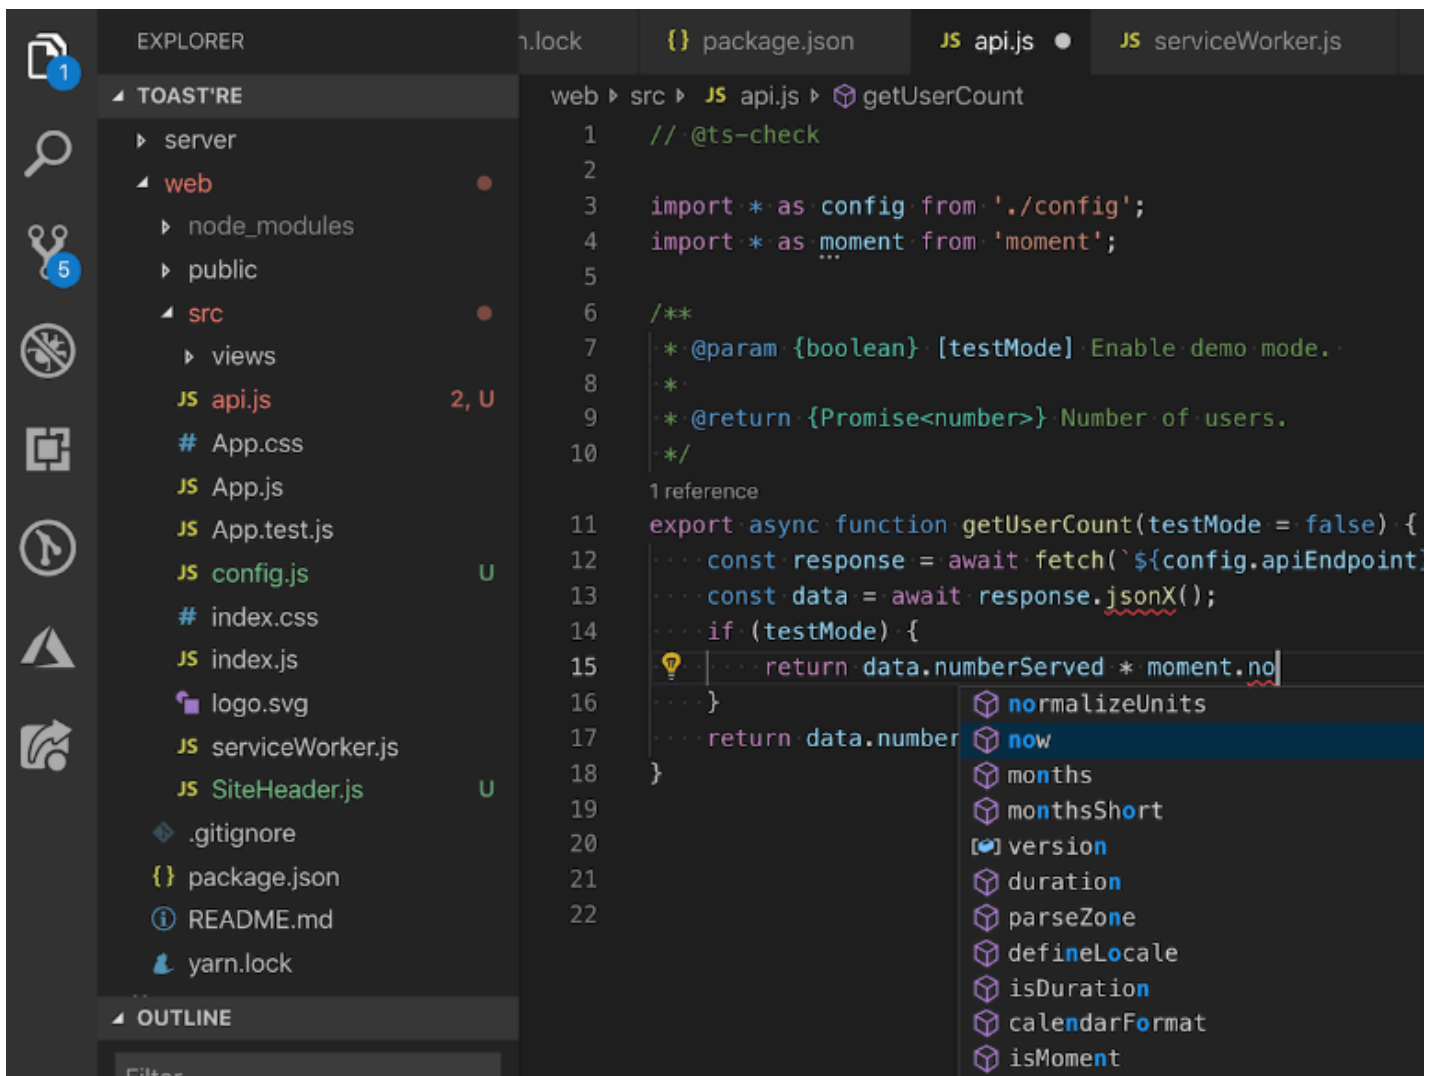 EXPLORER
1
5
TOAST'RE
server
web
node_modules
public
src
views
JS api.js 2, U
# App.css
JS App.js
JS App.test.js
JS config.js U
# index.css
JS index.js
logo.svg
JS serviceWorker.js
JS SiteHeader.js U
.gitignore
{} package.json
README.md
yarn.lock
OUTLINE
Filter
n.lock {} package.json JS api.js JS serviceWorker.js
web src JS api.js getUserCount
1 // @ts-check
2
3 import * as config from './config';
4 import * as moment from 'moment';
5
6 /**
7 * @param {boolean} [testMode] Enable demo mode.
8 *
9 * @return {Promise<number>} Number of users.
10 */
1 reference
11 export async function getUserCount(testMode = false) {
12 const response = await fetch(`${config.apiEndpoint}
13 const data = await response.jsonX();
14 if (testMode) {
15 return data.numberServed * moment.no
16 }
17 return data.number
18 }
19
20
21
22
normalizeUnits
now
months
monthsShort
version
duration
parseZone
defineLocale
isDuration
calendarFormat
isMoment